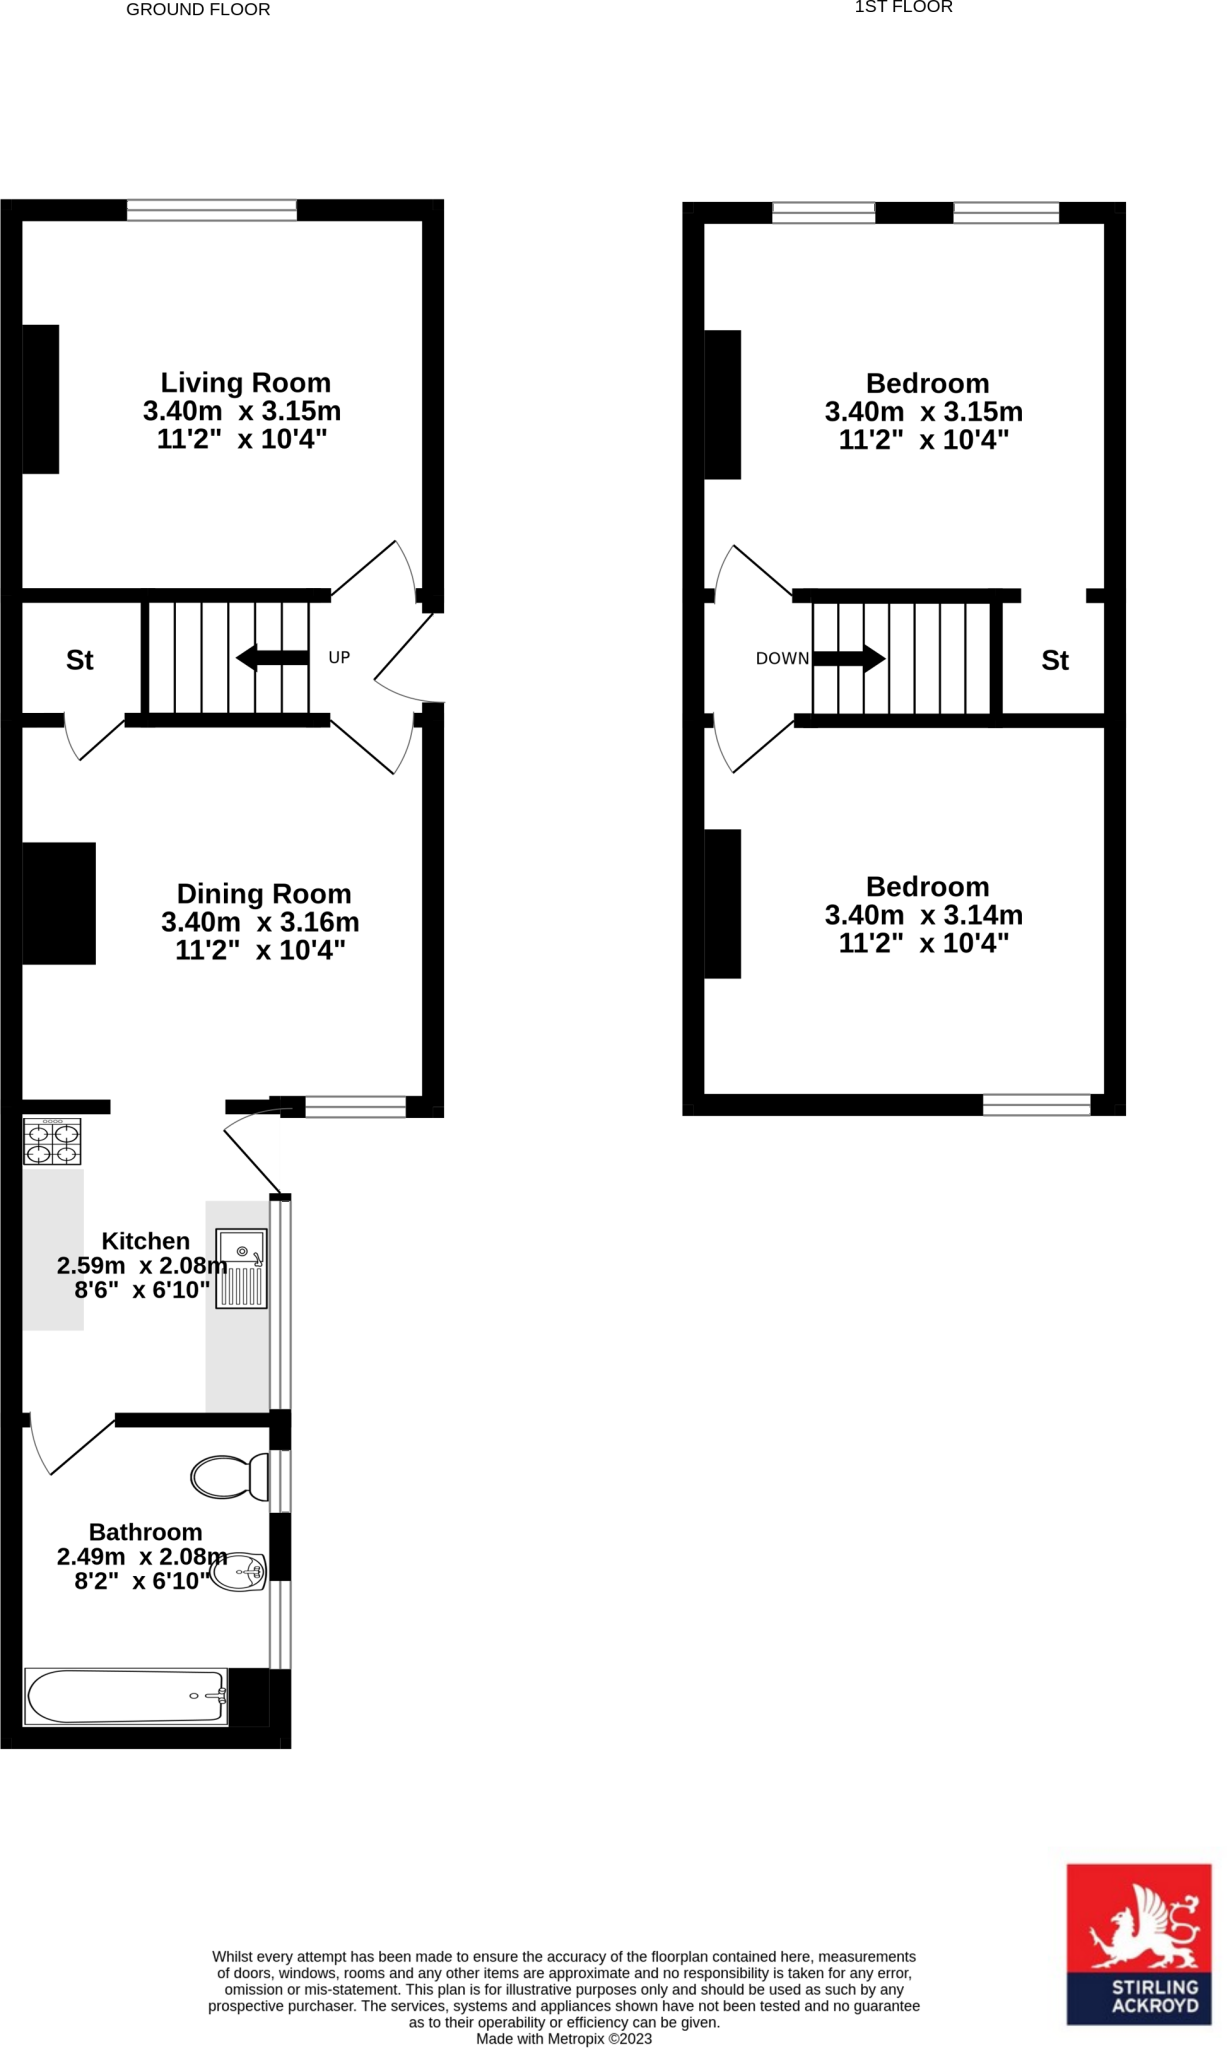 GROUND FLOOR
1ST FLOOR
Living Room
3.40m  x 3.15m
11'2"  x 10'4"
St
UP
Dining Room
3.40m  x 3.16m
11'2"  x 10'4"
Kitchen
2.59m  x 2.08m
8'6"  x 6'10"
Bathroom
2.49m  x 2.08m
8'2"  x 6'10"
Bedroom
3.40m  x 3.15m
11'2"  x 10'4"
DOWN
St
Bedroom
3.40m  x 3.14m
11'2"  x 10'4"
Whilst every attempt has been made to ensure the accuracy of the floorplan contained here, measurements
of doors, windows, rooms and any other items are approximate and no responsibility is taken for any error,
omission or mis-statement. This plan is for illustrative purposes only and should be used as such by any
prospective purchaser. The services, systems and appliances shown have not been tested and no guarantee
as to their operability or efficiency can be given.
Made with Metropix ©2023
STIRLING
ACKROYD